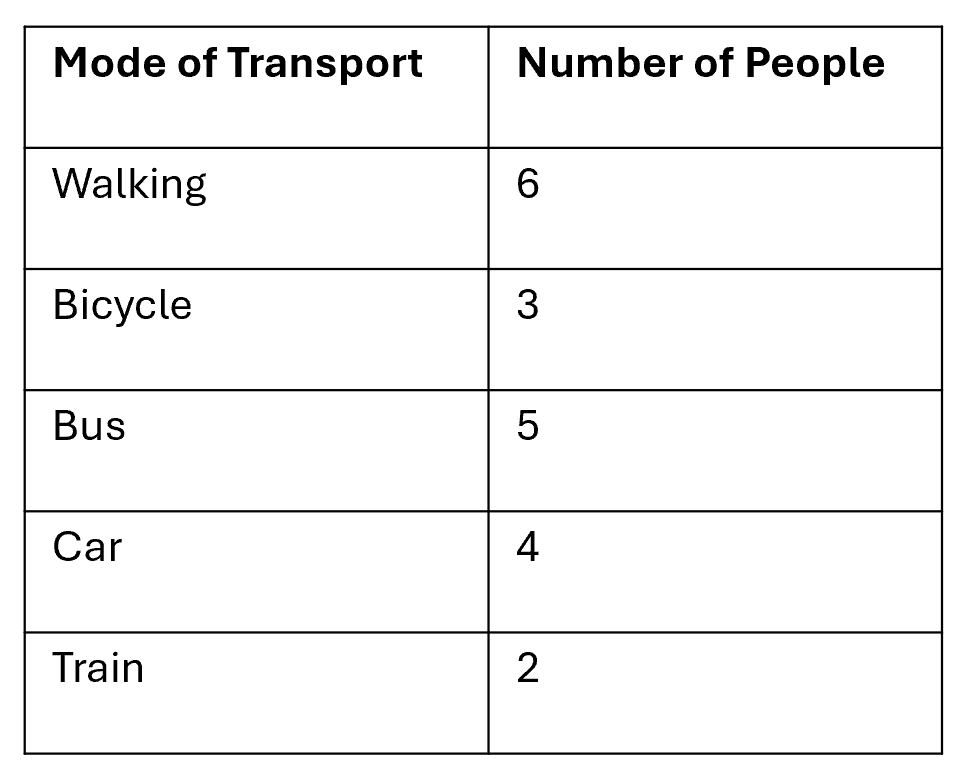 Mode of Transport Number of People
Walking 6
Bicycle 3
Bus 5
Car 4
Train 2